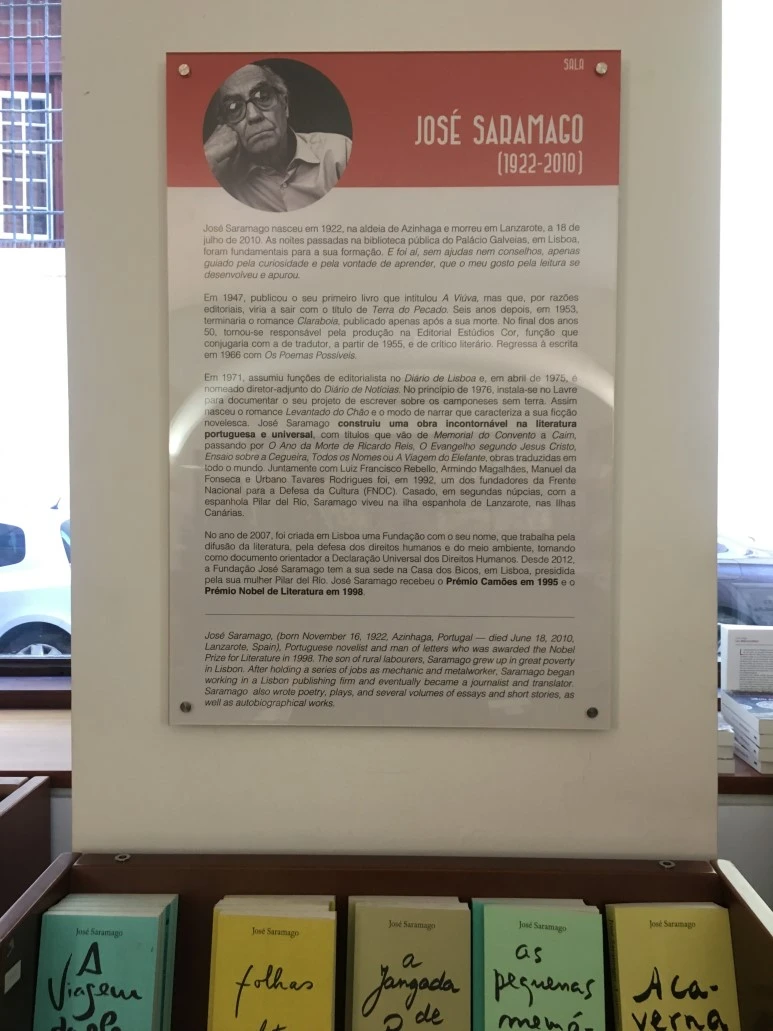 SALA
JOSÉ SARAMAGO
(1922-2010)
José Saramago nasceu em 1922, na aldeia de Azinhaga e morreu em Lanzarote, a 18 de
julho de 2010. As noites passadas na biblioteca pública do Palácio Galveias, em Lisboa,
foram fundamentais para a sua formação. E foi aí, sem ajudas nem conselhos, apenas
guiado pela curiosidade e pela vontade de aprender, que o meu gosto pela leitura se
desenvolveu e apurou.
Em 1947, publicou o seu primeiro livro que intitulou A Viúva, mas que, por razões
editoriais, viria a sair com o título de Terra do Pecado. Seis anos depois, em 1953,
terminaria o romance Claraboia, publicado apenas após a sua morte. No final dos anos
50, tornou-se responsável pela produção na Editorial Estúdios Cor, função que
conjugaria com a de tradutor, a partir de 1955, e de crítico literário. Regressa à escrita
em 1966 com Os Poemas Possíveis.
Em 1971, assumiu funções de editorialista no Diário de Lisboa e, em abril de 1975, é
nomeado diretor-adjunto do Diário de Notícias. No princípio de 1976, instala-se no Lavre
para documentar o seu projeto de escrever sobre os camponeses sem terra. Assim
nasceu o romance Levantado do Chão e o modo de narrar que caracteriza a sua ficção
novelesca. José Saramago construiu uma obra incontornável na literatura
portuguesa e universal, com títulos que vão de Memorial do Convento a Caim,
passando por O Ano da Morte de Ricardo Reis, O Evangelho segundo Jesus Cristo,
Ensaio sobre a Cegueira, Todos os Nomes ou A Viagem do Elefante, obras traduzidas em
todo o mundo. Juntamente com Luiz Francisco Rebello, Armindo Magalhães, Manuel da
Fonseca e Urbano Tavares Rodrigues foi, em 1992, um dos fundadores da Frente
Nacional para a Defesa da Cultura (FNDC). Casado, em segundas núpcias, com a
espanhola Pilar del Rio, Saramago viveu na ilha espanhola de Lanzarote, nas Ilhas
Canárias.
No ano de 2007, foi criada em Lisboa uma Fundação com o seu nome, que trabalha pela
difusão da literatura, pela defesa dos direitos humanos e do meio ambiente, tomando
como documento orientador a Declaração Universal dos Direitos Humanos. Desde 2012,
a Fundação José Saramago tem a sua sede na Casa dos Bicos, em Lisboa, presidida
pela sua mulher Pilar del Rio. José Saramago recebeu o Prémio Camões em 1995 e o
Prémio Nobel de Literatura em 1998.
José Saramago, (born November 16, 1922, Azinhaga, Portugal — died June 18, 2010,
Lanzarote, Spain), Portuguese novelist and man of letters who was awarded the Nobel
Prize for Literature in 1998. The son of rural labourers, Saramago grew up in great poverty
in Lisbon. After holding a series of jobs as mechanic and metalworker, Saramago began
working in a Lisbon publishing firm and eventually became a journalist and translator.
Saramago also wrote poetry, plays, and several volumes of essays and short stories, as
well as autobiographical works.
José Saramago
A
Viagem
José Saramago
folhas
José Saramago
a
Jangada
de
José Saramago
as
pequenas
memó-
José Saramago
A ca-
verna